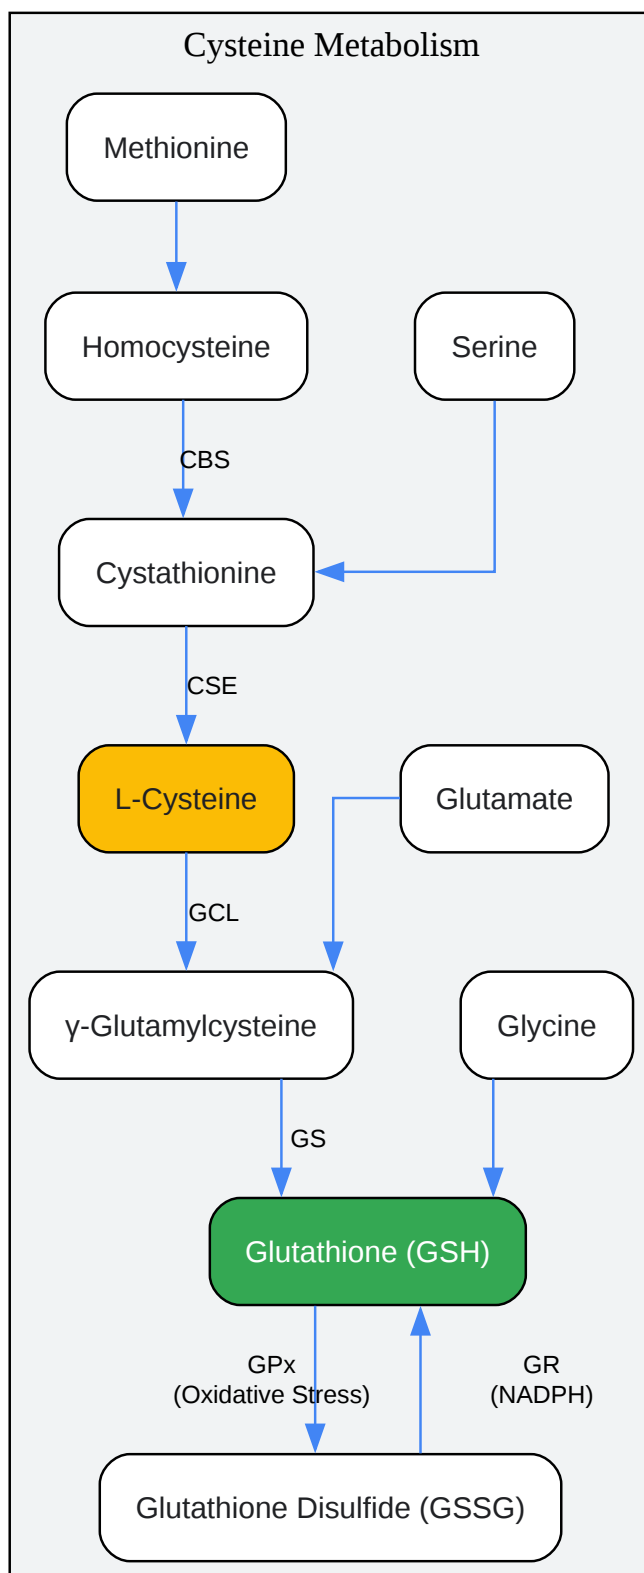 Cysteine Metabolism
Methionine
Homocysteine
Serine
CBS
Cystathionine
CSE
L-Cysteine
Glutamate
GCL
γ-Glutamylcysteine
Glycine
GS
Glutathione (GSH)
GPx
(Oxidative Stress)
GR
(NADPH)
Glutathione Disulfide (GSSG)